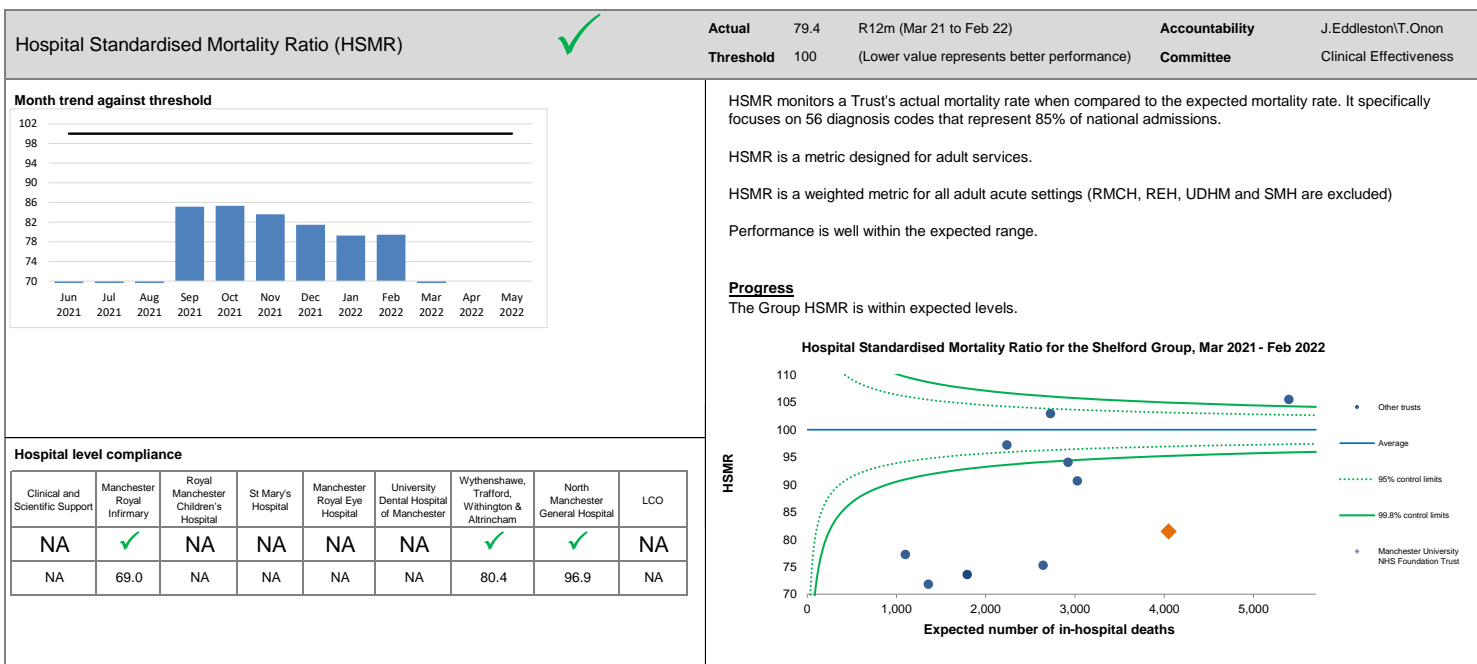 Hospital Standardised Mortality Ratio (HSMR)
Actual 79.4 R12m (Mar 21 to Feb 22) Accountability J.Eddleston\T.Onon
Threshold 100 (Lower value represents better performance) Committee Clinical Effectiveness
Month trend against threshold
102
98
94
90
86
82
78
74
70
Jun Jul Aug Sep Oct Nov Dec Jan Feb Mar Apr May
2021 2021 2021 2021 2021 2021 2021 2022 2022 2022 2022 2022
Hospital level compliance
Clinical and Scientific Support
Manchester Royal Infirmary
Royal Manchester Children's Hospital
St Mary's Hospital
Manchester Royal Eye Hospital
University Dental Hospital of Manchester
Wythenshawe, Trafford, Withington & Altrincham
North Manchester General Hospital
LCO
NA ✓ NA NA NA NA ✓ ✓ NA
NA 69.0 NA NA NA NA 80.4 96.9 NA
HSMR monitors a Trust's actual mortality rate when compared to the expected mortality rate. It specifically
focuses on 56 diagnosis codes that represent 85% of national admissions.
HSMR is a metric designed for adult services.
HSMR is a weighted metric for all adult acute settings (RMCH, REH, UDHM and SMH are excluded)
Performance is well within the expected range.
Progress
The Group HSMR is within expected levels.
Hospital Standardised Mortality Ratio for the Shelford Group, Mar 2021 - Feb 2022
HSMR
110
105
100
95
90
85
80
75
70
0 1,000 2,000 3,000 4,000 5,000
Expected number of in-hospital deaths
Other trusts
Average
95% control limits
99.8% control limits
Manchester University
NHS Foundation Trust